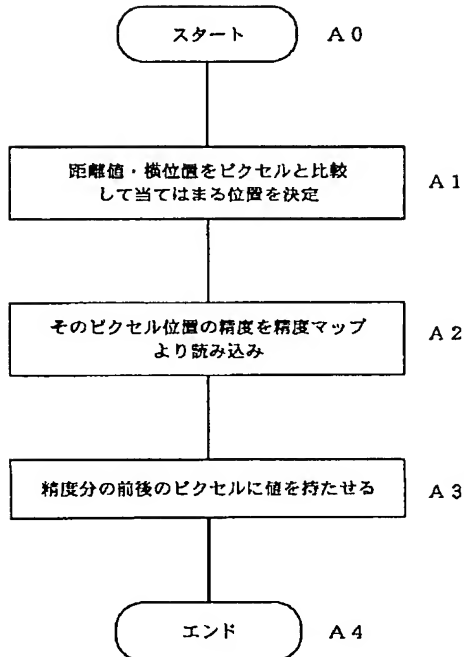 スタート A0
距離値・横位置をピクセルと比較
して当てはまる位置を決定 A1
そのピクセル位置の精度を精度マップ
より読み込み A2
精度分の前後のピクセルに値を持たせる A3
エンド A4